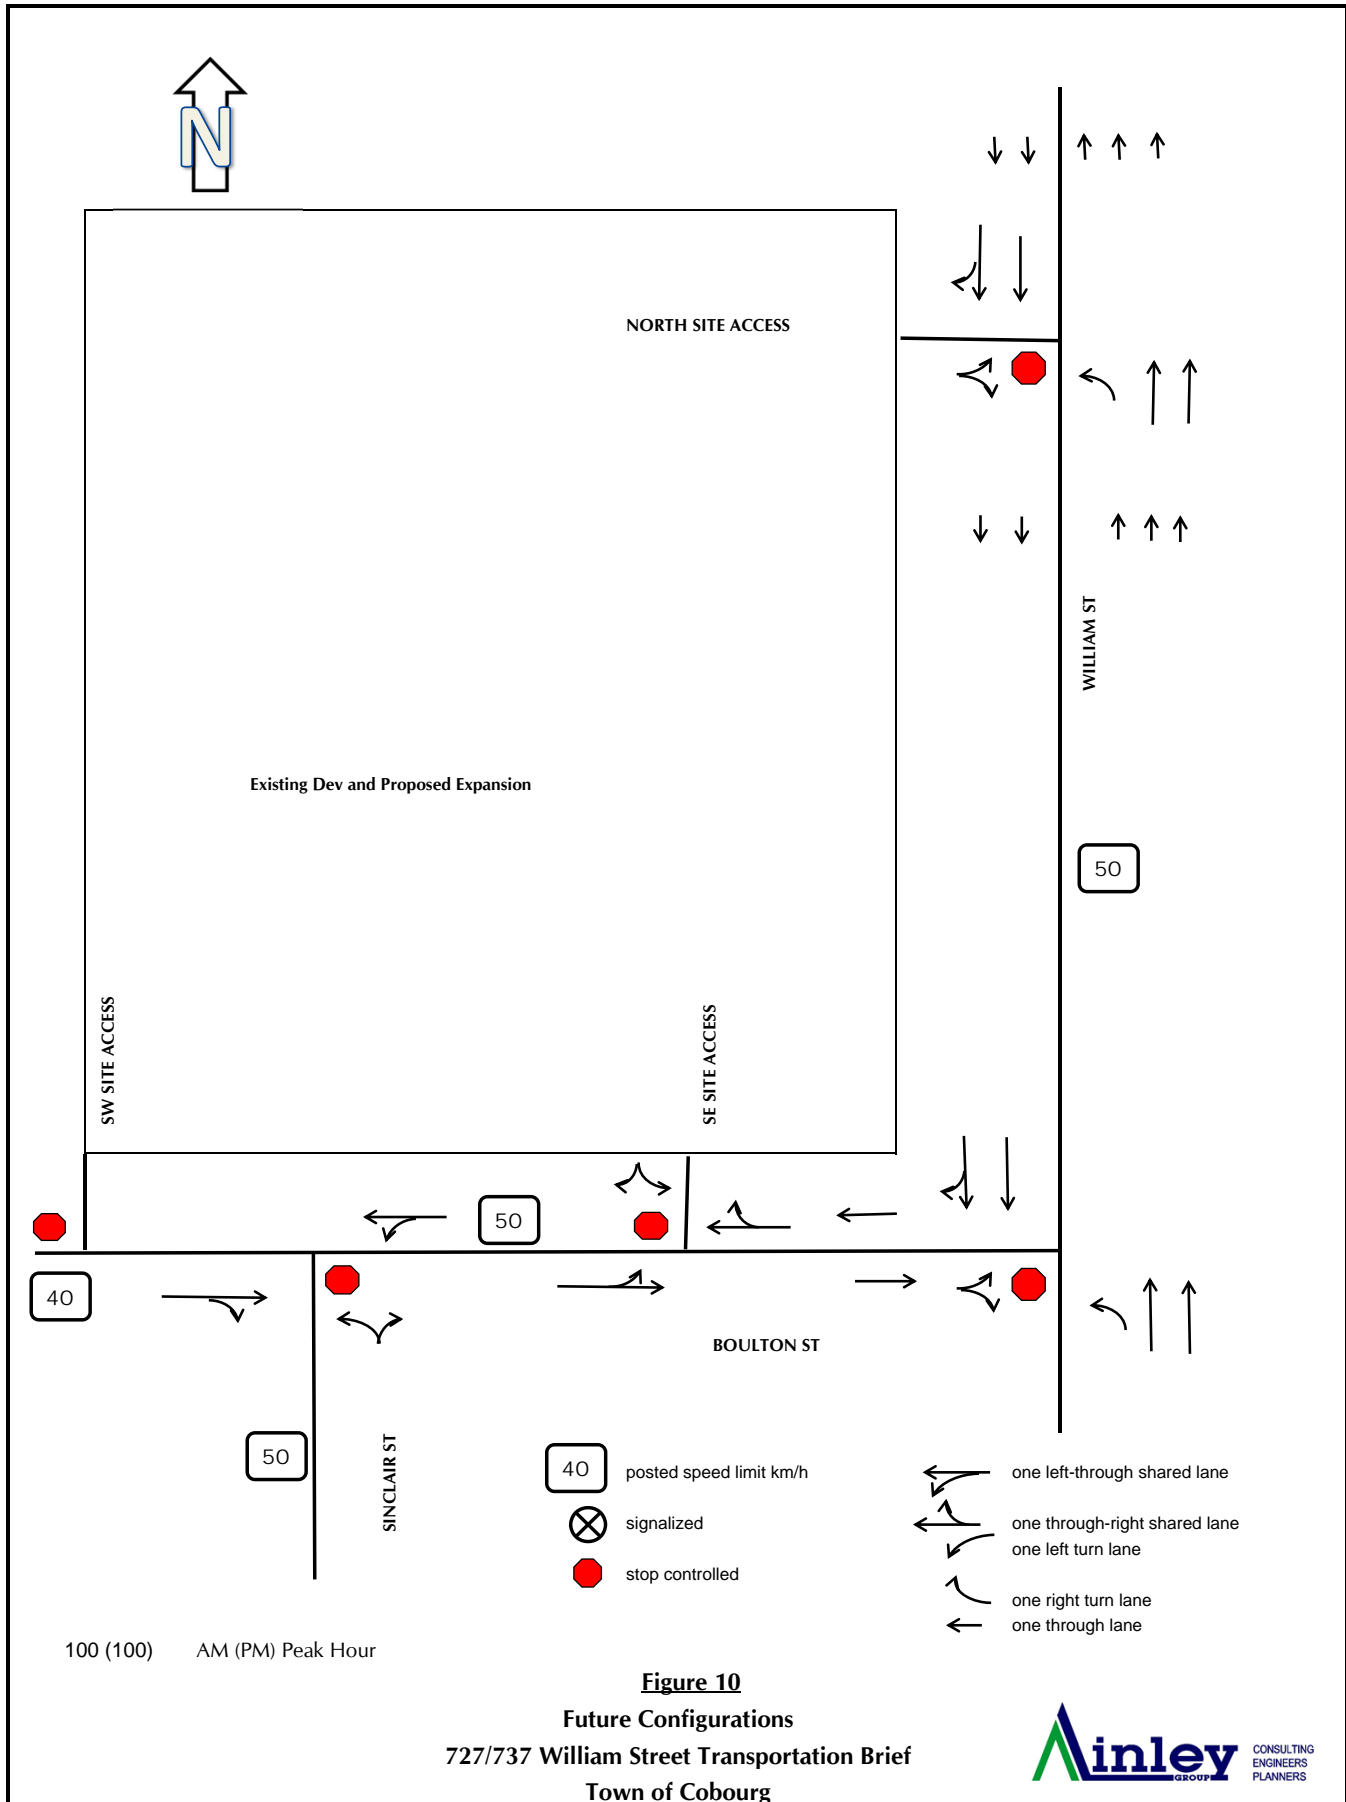 N
NORTH SITE ACCESS
WILLIAM ST
Existing Dev and Proposed Expansion
50
SW SITE ACCESS
SE SITE ACCESS
50
40
BOULTON ST
50
SINCLAIR ST
40 posted speed limit km/h
signalized
stop controlled
one left-through shared lane
one through-right shared lane
one left turn lane
one right turn lane
one through lane
100 (100) AM (PM) Peak Hour
Figure 10
Future Configurations
727/737 William Street Transportation Brief
Town of Cobourg
Ainley
GROUP
CONSULTING
ENGINEERS
PLANNERS